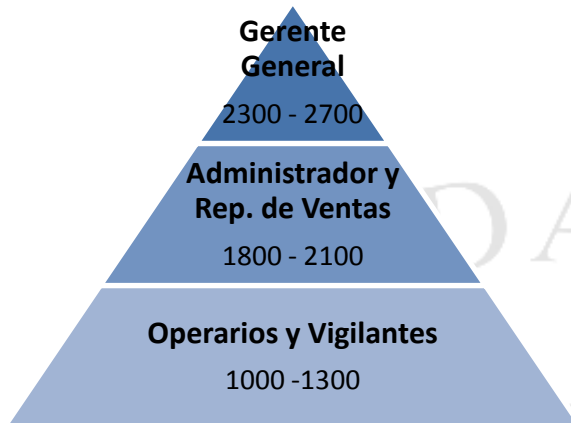 Gerente
General
2300 - 2700
Administrador y
Rep. de Ventas
1800 - 2100
Operarios y Vigilantes
1000 -1300